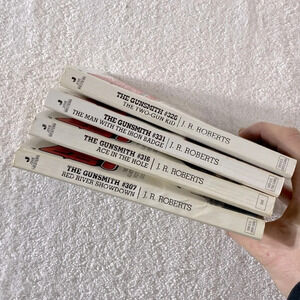 THE GUNSMITH #320
THE TWO-GUN KID
J. R. ROBERTS
THE GUNSMITH #331
THE MAN WITH THE IRON BADGE
J. R. ROBERTS
THE GUNSMITH #316
ACE IN THE HOLE
J. R. ROBERTS
THE GUNSMITH #307
RED RIVER SHOWDOWN
J. R. ROBERTS